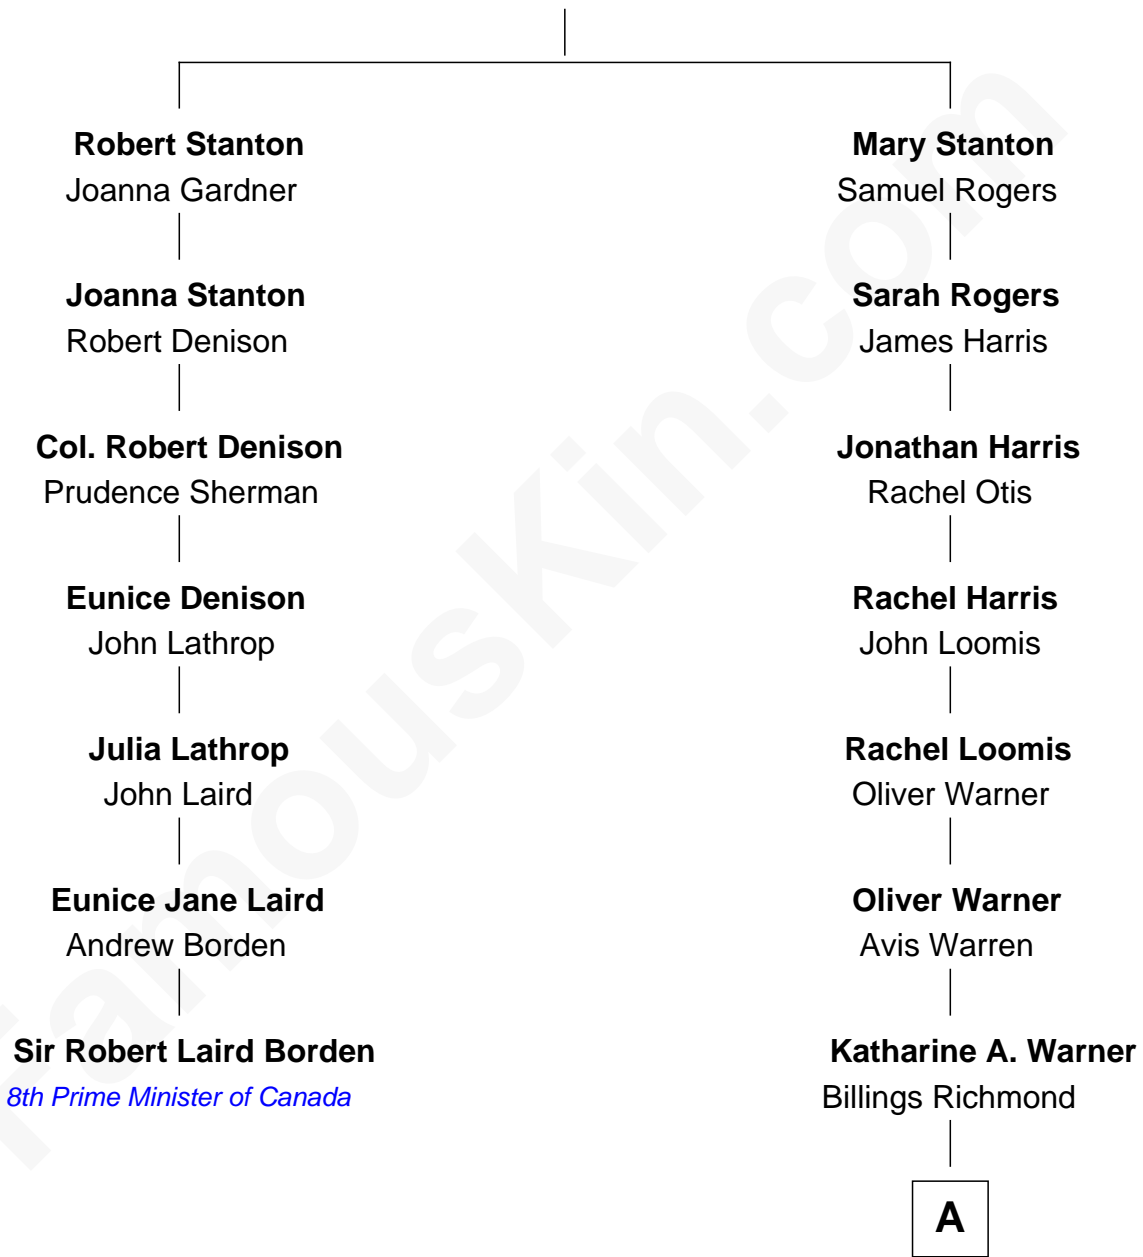 Robert Stanton
Joanna Gardner
Mary Stanton
Samuel Rogers
Joanna Stanton
Robert Denison
Sarah Rogers
James Harris
Col. Robert Denison
Prudence Sherman
Jonathan Harris
Rachel Otis
Eunice Denison
John Lathrop
Rachel Harris
John Loomis
Julia Lathrop
John Laird
Rachel Loomis
Oliver Warner
Eunice Jane Laird
Andrew Borden
Oliver Warner
Avis Warren
Sir Robert Laird Borden
8th Prime Minister of Canada
Katharine A. Warner
Billings Richmond
A
FamousKin.com